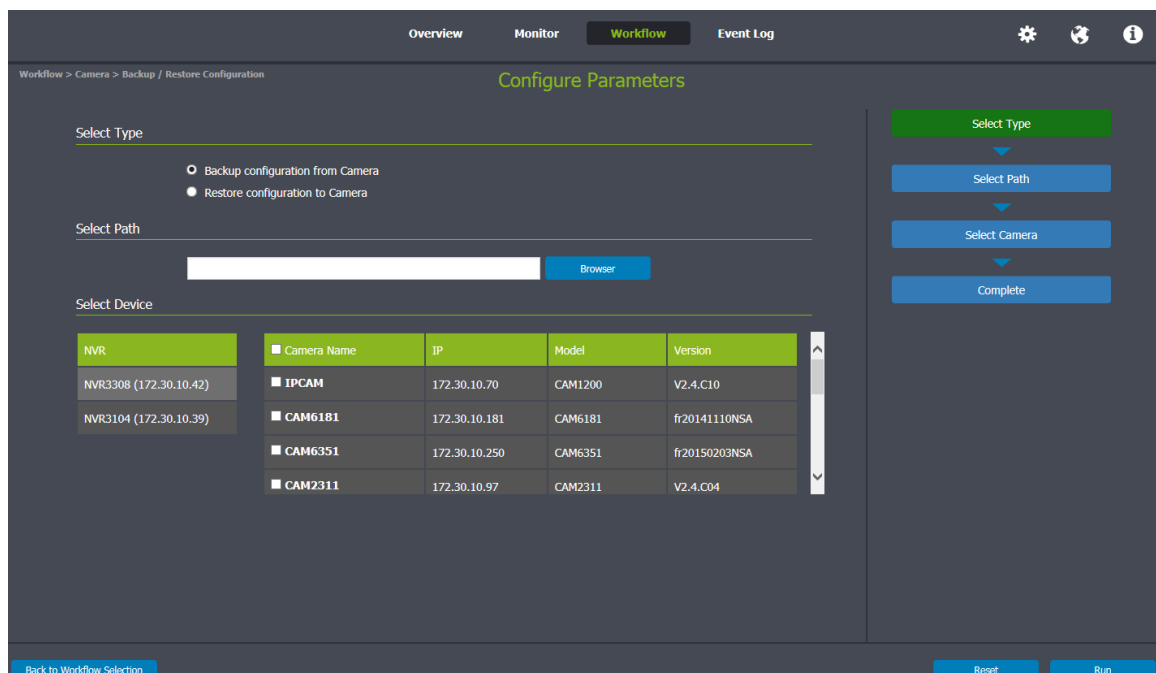 Overview Monitor Workflow Event Log
Workflow > Camera > Backup / Restore Configuration
Configure Parameters
Select Type
Backup configuration from Camera
Restore configuration to Camera
Select Path
Browser
Select Device
NVR
NVR3308 (172.30.10.42)
NVR3104 (172.30.10.39)
Camera Name IP Model Version
IPCAM 172.30.10.70 CAM1200 V2.4.C10
CAM6181 172.30.10.181 CAM6181 fr20141110NSA
CAM6351 172.30.10.250 CAM6351 fr20150203NSA
CAM2311 172.30.10.97 CAM2311 V2.4.C04
Select Type
Select Path
Select Camera
Complete
Back to Workflow Selection
Reset
Run